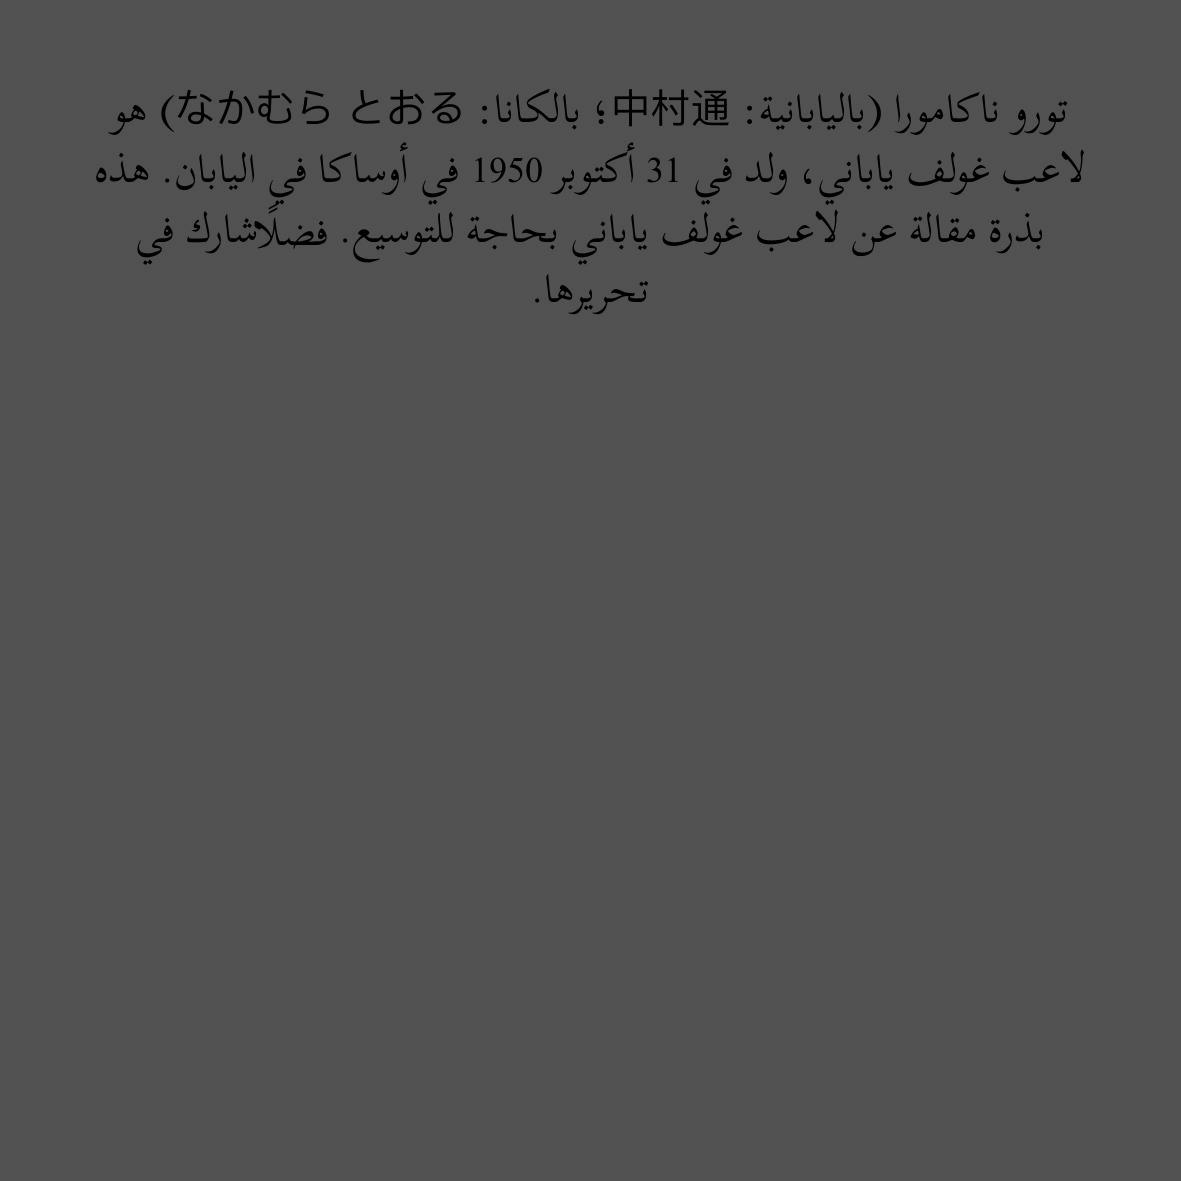 تورو ناكامورا (باليابانية: 中村通؛ بالكانا: なかむら とおる) هو
لاعب غولف ياباني، ولد في 31 أكتوبر 1950 في أوساكا في اليابان. هذه
بذرة مقالة عن لاعب غولف ياباني بحاجة للتوسيع. فضلًاشارك في
تحريرها.